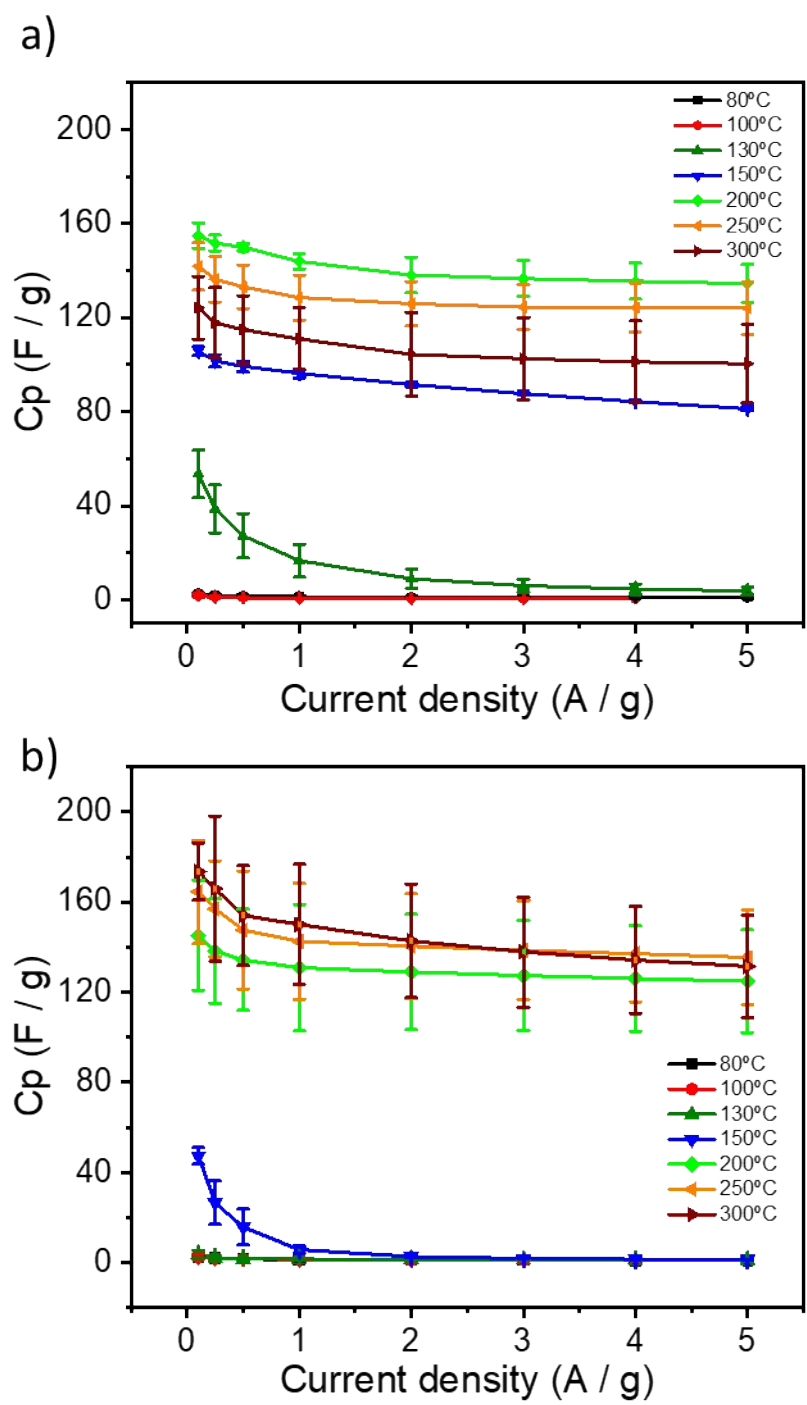 a)
200
160
120
80
40
0
Cp (F / g)
80ºC
100ºC
130ºC
150ºC
200ºC
250ºC
300ºC
0 1 2 3 4 5
Current density (A / g)
b)
200
160
120
80
40
0
Cp (F / g)
80ºC
100ºC
130ºC
150ºC
200ºC
250ºC
300ºC
0 1 2 3 4 5
Current density (A / g)